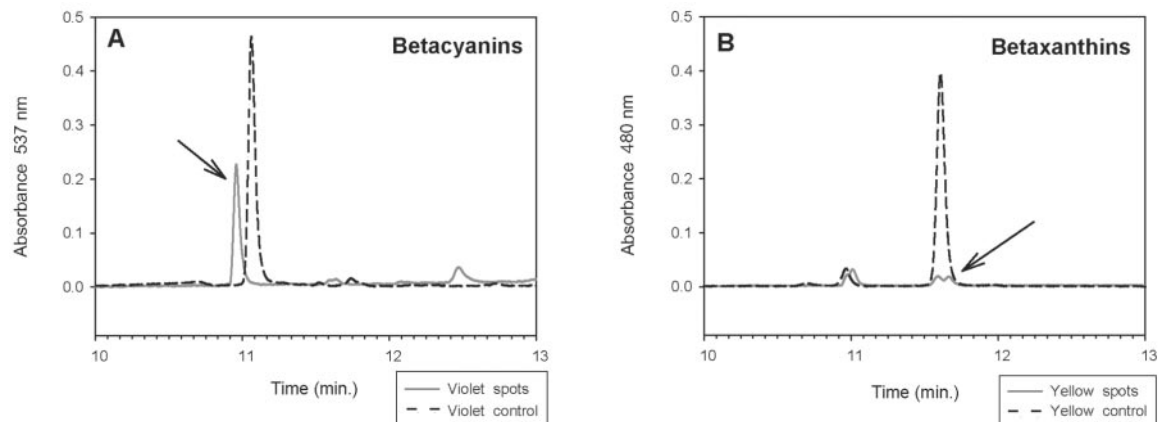 A
Betacyanins
Absorbance 537 nm
0.5
0.4
0.3
0.2
0.1
0.0
10 11 12 13
Time (min.)
Violet spots
Violet control
B
Betaxanthins
Absorbance 480 nm
0.5
0.4
0.3
0.2
0.1
0.0
10 11 12 13
Time (min.)
Yellow spots
Yellow control